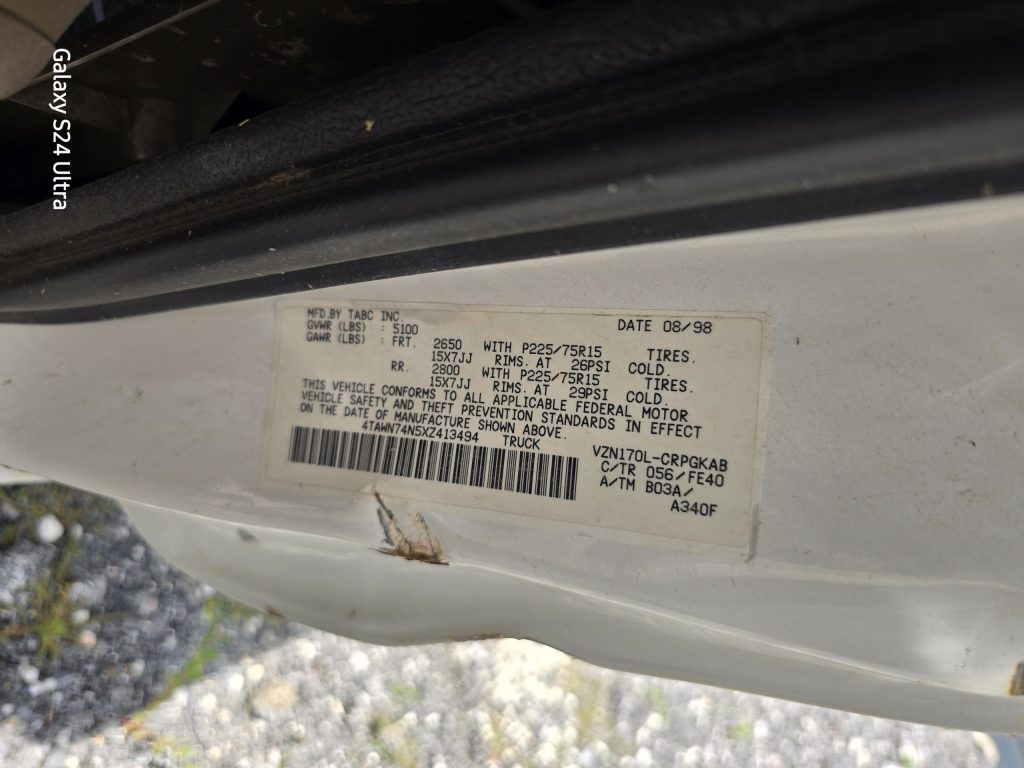 MFD.BY TABC INC.
DATE 08/98
GVWR (LBS) : 5100
GAWR (LBS) : FRT. 2650 WITH P225/75R15 TIRES.
15X7JJ RIMS. AT 26PSI COLD.
RR. 2800 WITH P225/75R15 TIRES.
15X7JJ RIMS. AT 29PSI COLD.
THIS VEHICLE CONFORMS TO ALL APPLICABLE FEDERAL MOTOR
VEHICLE SAFETY AND THEFT PREVENTION STANDARDS IN EFFECT
ON THE DATE OF MANUFACTURE SHOWN ABOVE.
4TAWN74N5XZ413494 TRUCK
VZN170L-CRPGKAB
C/TR 056/FE40
A/TM B03A/
A340F
Galaxy S24 Ultra